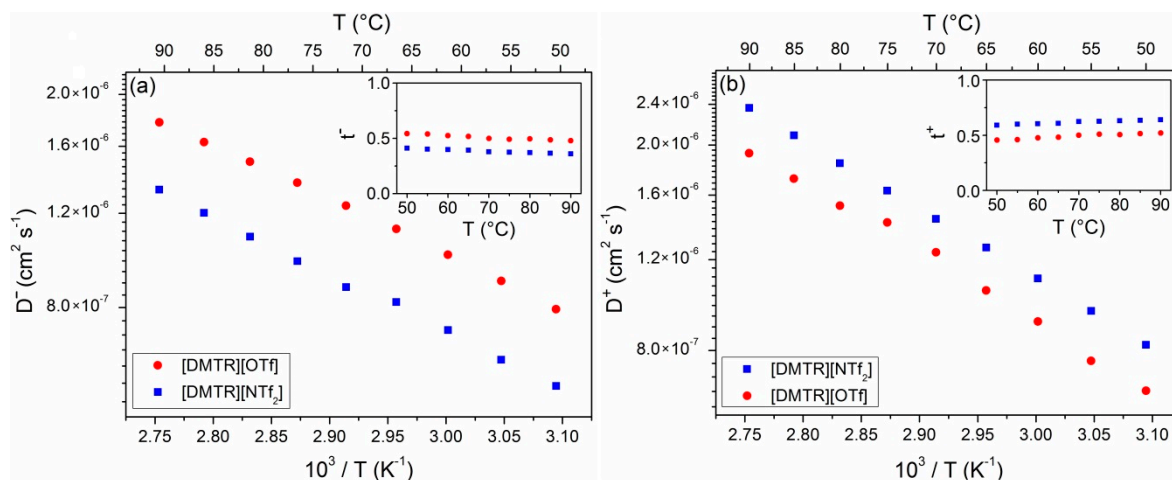 T (°C)
90 85 80 75 70 65 60 55 50
(a)
2.0×10⁻⁶
1.6×10⁻⁶
1.2×10⁻⁶
8.0×10⁻⁷
D⁻ (cm² s⁻¹)
1.0
0.5
0.0
t⁻
50 60 70 80 90
T (°C)
[DMTR][OTf]
[DMTR][NTf₂]
2.75 2.80 2.85 2.90 2.95 3.00 3.05 3.10
10³ / T (K⁻¹)
T (°C)
90 85 80 75 70 65 60 55 50
(b)
2.4×10⁻⁶
2.0×10⁻⁶
1.6×10⁻⁶
1.2×10⁻⁶
8.0×10⁻⁷
D⁺ (cm² s⁻¹)
1.0
0.5
0.0
t⁺
50 60 70 80 90
T (°C)
[DMTR][NTf₂]
[DMTR][OTf]
2.75 2.80 2.85 2.90 2.95 3.00 3.05 3.10
10³ / T (K⁻¹)